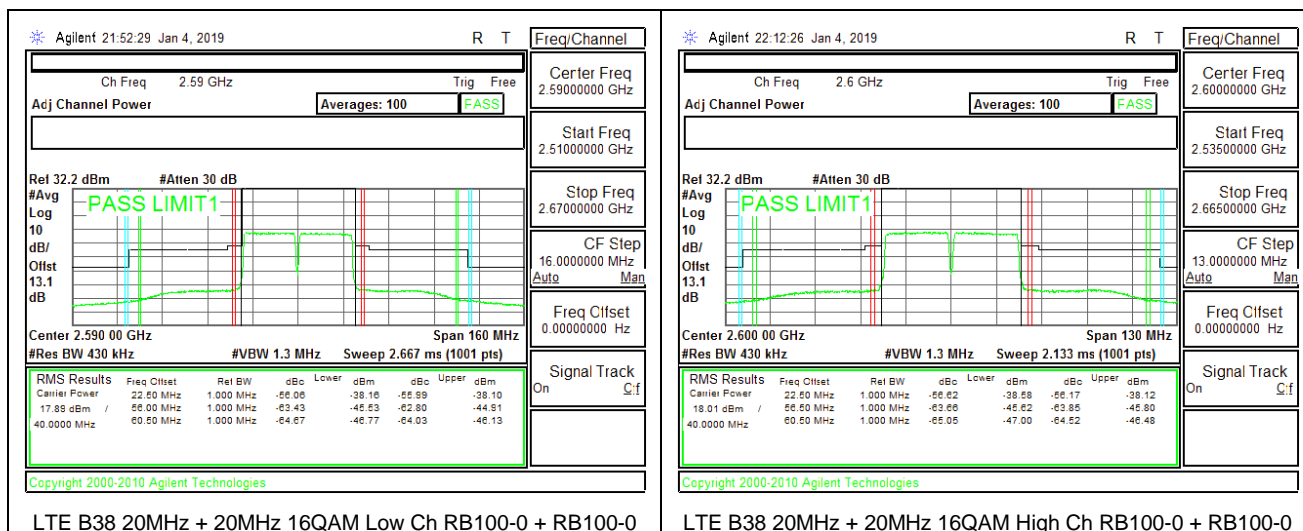 Agilent 21:52:29 Jan 4, 2019 R T
Ch Freq 2.59 GHz Trig Free
Adj Channel Power Averages: 100 PASS
Ref 32.2 dBm #Atten 30 dB
#Avg
Log
10
dB/
Offst
13.1
dB
PASS LIMIT1
Center 2.590 00 GHz Span 160 MHz
#Res BW 430 kHz #VBW 1.3 MHz Sweep 2.667 ms (1001 pts)
RMS Results Freq Offset Ref BW dBc Lower dBm dBc Upper dBm
Carrier Power 22.50 MHz 1.000 MHz -56.06 -38.16 -55.99 -38.10
17.89 dBm / 56.00 MHz 1.000 MHz -63.43 -45.53 -62.80 -44.91
40.0000 MHz 60.50 MHz 1.000 MHz -64.67 -46.77 -64.03 -46.13
Copyright 2000-2010 Agilent Technologies
Freq/Channel
Center Freq
2.59000000 GHz
Start Freq
2.51000000 GHz
Stop Freq
2.67000000 GHz
CF Step
16.0000000 MHz
Auto Man
Freq Offset
0.00000000 Hz
Signal Track
On Off
LTE B38 20MHz + 20MHz 16QAM Low Ch RB100-0 + RB100-0
Agilent 22:12:26 Jan 4, 2019 R T
Ch Freq 2.6 GHz Trig Free
Adj Channel Power Averages: 100 PASS
Ref 32.2 dBm #Atten 30 dB
#Avg
Log
10
dB/
Offst
13.1
dB
PASS LIMIT1
Center 2.600 00 GHz Span 130 MHz
#Res BW 430 kHz #VBW 1.3 MHz Sweep 2.133 ms (1001 pts)
RMS Results Freq Offset Ref BW dBc Lower dBm dBc Upper dBm
Carrier Power 22.50 MHz 1.000 MHz -56.62 -38.58 -56.17 -38.12
18.01 dBm / 56.50 MHz 1.000 MHz -63.66 -45.62 -63.85 -45.80
40.0000 MHz 60.50 MHz 1.000 MHz -65.05 -47.00 -64.52 -46.48
Copyright 2000-2010 Agilent Technologies
Freq/Channel
Center Freq
2.60000000 GHz
Start Freq
2.53500000 GHz
Stop Freq
2.66500000 GHz
CF Step
13.0000000 MHz
Auto Man
Freq Offset
0.00000000 Hz
Signal Track
On Off
LTE B38 20MHz + 20MHz 16QAM High Ch RB100-0 + RB100-0